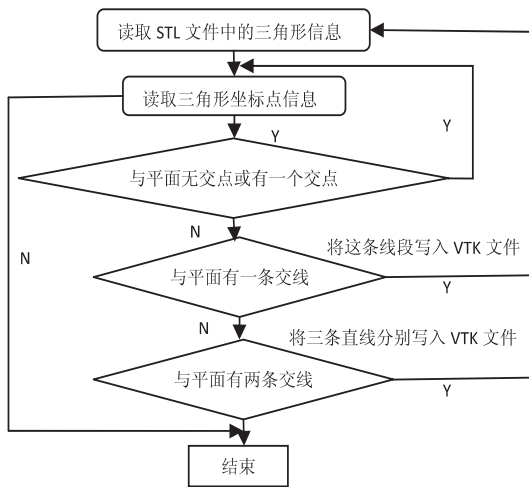 读取 STL 文件中的三角形信息
读取三角形坐标点信息
Y
Y
与平面无交点或有一个交点
N
将这条线段写入 VTK 文件
N
与平面有一条交线
Y
N
将三条直线分别写入 VTK 文件
与平面有两条交线
Y
结束